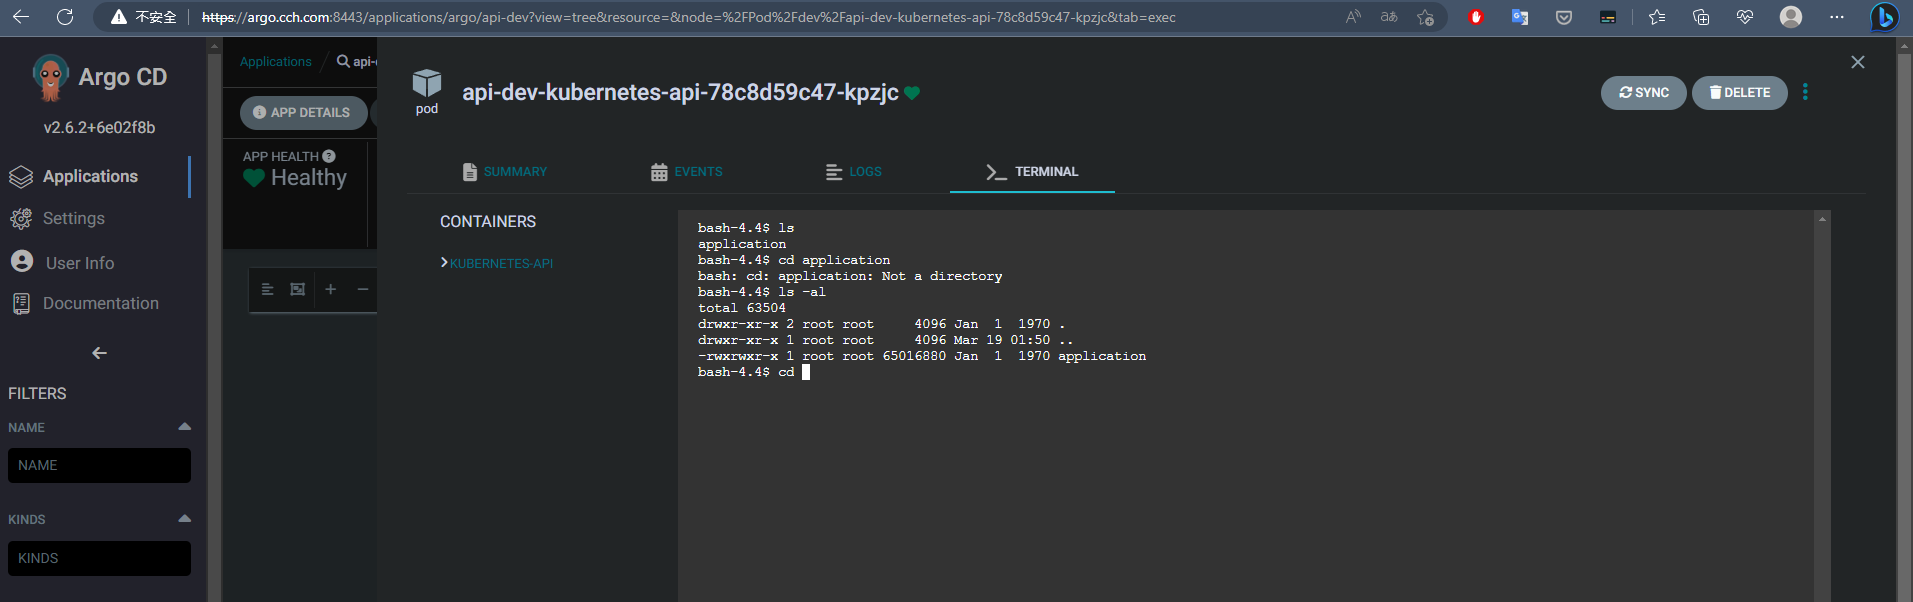 不安全
https://argo.cch.com:8443/applications/argo/api-dev?view=tree&resource=&node=%2FPod%2Fdev%2Fapi-dev-kubernetes-api-78c8d59c47-kpzjc&tab=exec
Argo CD
v2.6.2+6e02f8b
Applications
Settings
User Info
Documentation
FILTERS
NAME
NAME
KINDS
KINDS
Applications / api-
APP DETAILS
APP HEALTH
Healthy
pod
api-dev-kubernetes-api-78c8d59c47-kpzjc
SYNC
DELETE
SUMMARY
EVENTS
LOGS
TERMINAL
CONTAINERS
KUBERNETES-API
bash-4.4$ ls
application
bash-4.4$ cd application
bash: cd: application: Not a directory
bash-4.4$ ls -al
total 63504
drwxr-xr-x 2 root root     4096 Jan  1  1970 .
drwxr-xr-x 1 root root     4096 Mar 19 01:50 ..
-rwxrwxr-x 1 root root 65016880 Jan  1  1970 application
bash-4.4$ cd